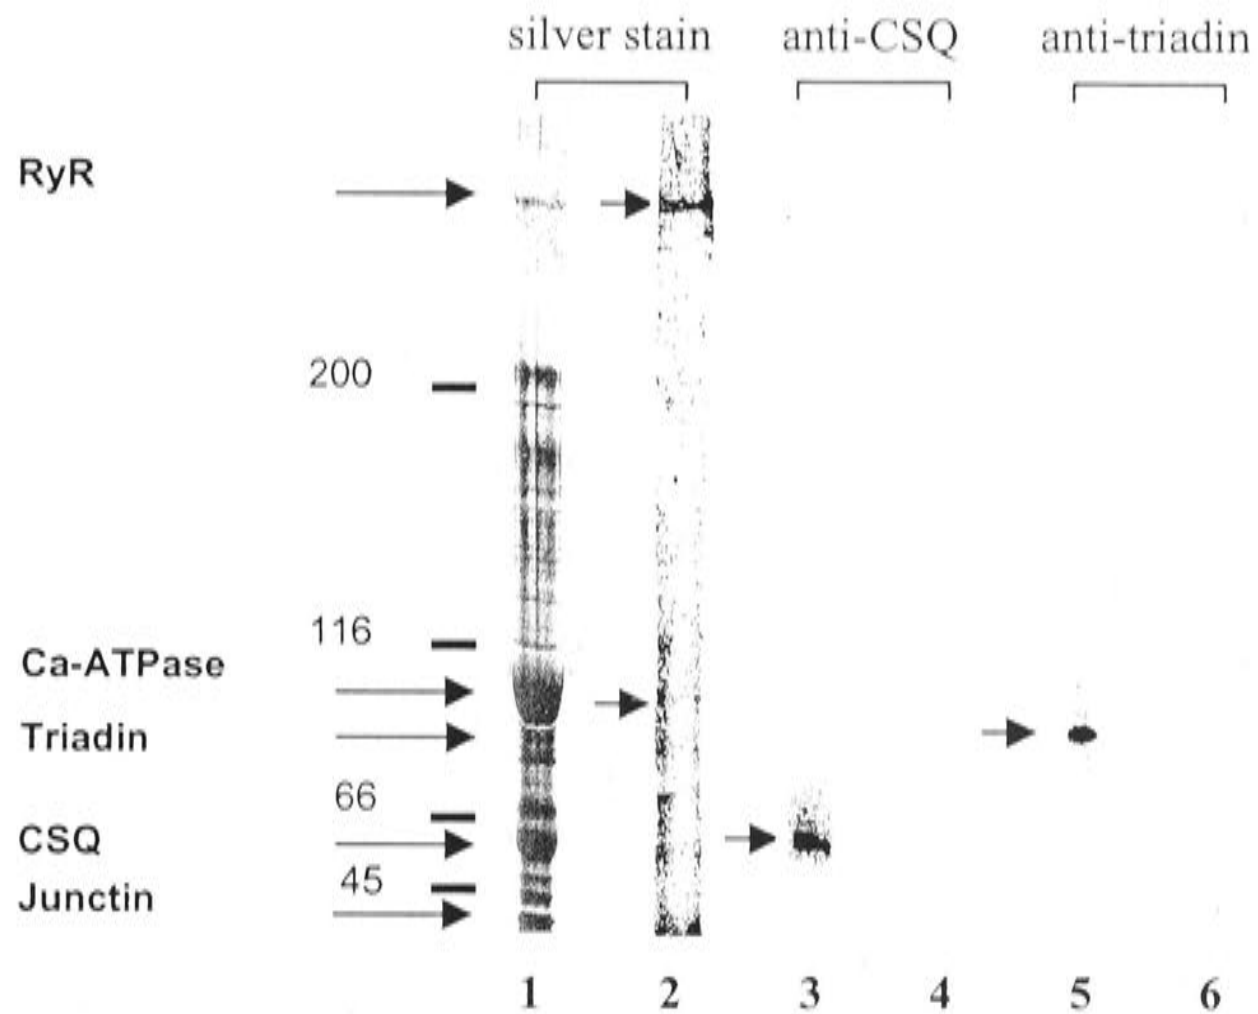 silver stain anti-CSQ anti-triadin
RyR
200
116
Ca-ATPase
Triadin
66
CSQ
45
Junctin
1 2 3 4 5 6